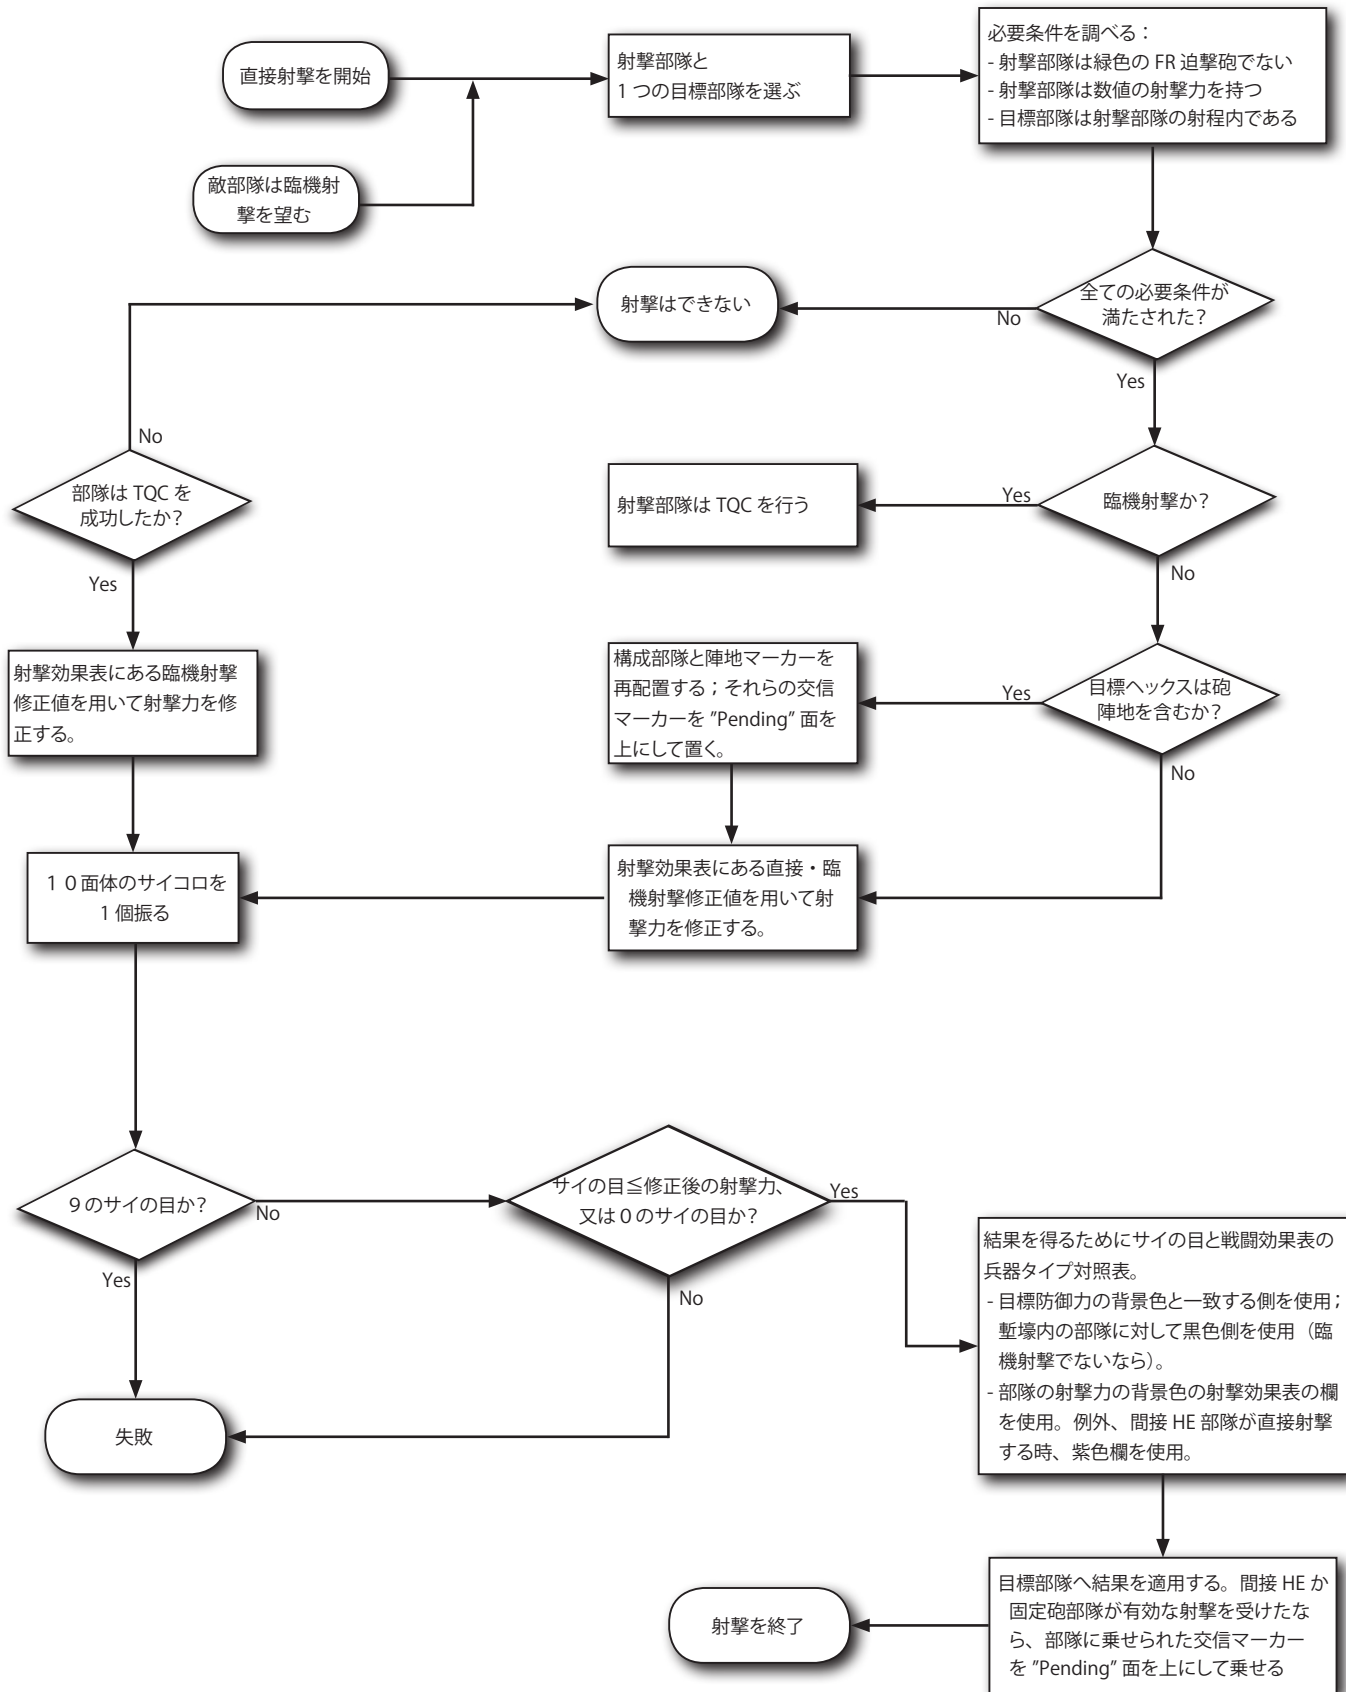 直接射撃を開始
射撃部隊と
1 つの目標部隊を選ぶ
必要条件を調べる：
- 射撃部隊は緑色の FR 迫撃砲でない
- 射撃部隊は数値の射撃力を持つ
- 目標部隊は射撃部隊の射程内である
敵部隊は臨機射
撃を望む
全ての必要条件が
満たされた？
No
射撃はできない
Yes
臨機射撃か？
Yes
射撃部隊は TQC を行う
No
部隊は TQC を
成功したか？
No
Yes
目標ヘックスは砲
陣地を含むか？
Yes
構成部隊と陣地マーカーを
再配置する；それらの交信
マーカーを ”Pending” 面を
上にして置く。
No
射撃効果表にある臨機射撃
修正値を用いて射撃力を修
正する。
射撃効果表にある直接・臨
機射撃修正値を用いて射
撃力を修正する。
１０面体のサイコロを
1 個振る
９のサイの目か？
No
Yes
サイの目≦修正後の射撃力、
又は０のサイの目か？
Yes
No
失敗
結果を得るためにサイの目と戦闘効果表の
兵器タイプ対照表。
- 目標防御力の背景色と一致する側を使用；
塹壕内の部隊に対して黒色側を使用（臨
機射撃でないなら）。
- 部隊の射撃力の背景色の射撃効果表の欄
を使用。例外、間接 HE 部隊が直接射撃
する時、紫色欄を使用。
目標部隊へ結果を適用する。間接 HE か
固定砲部隊が有効な射撃を受けたな
ら、部隊に乗せられた交信マーカー
を ”Pending” 面を上にして乗せる
射撃を終了